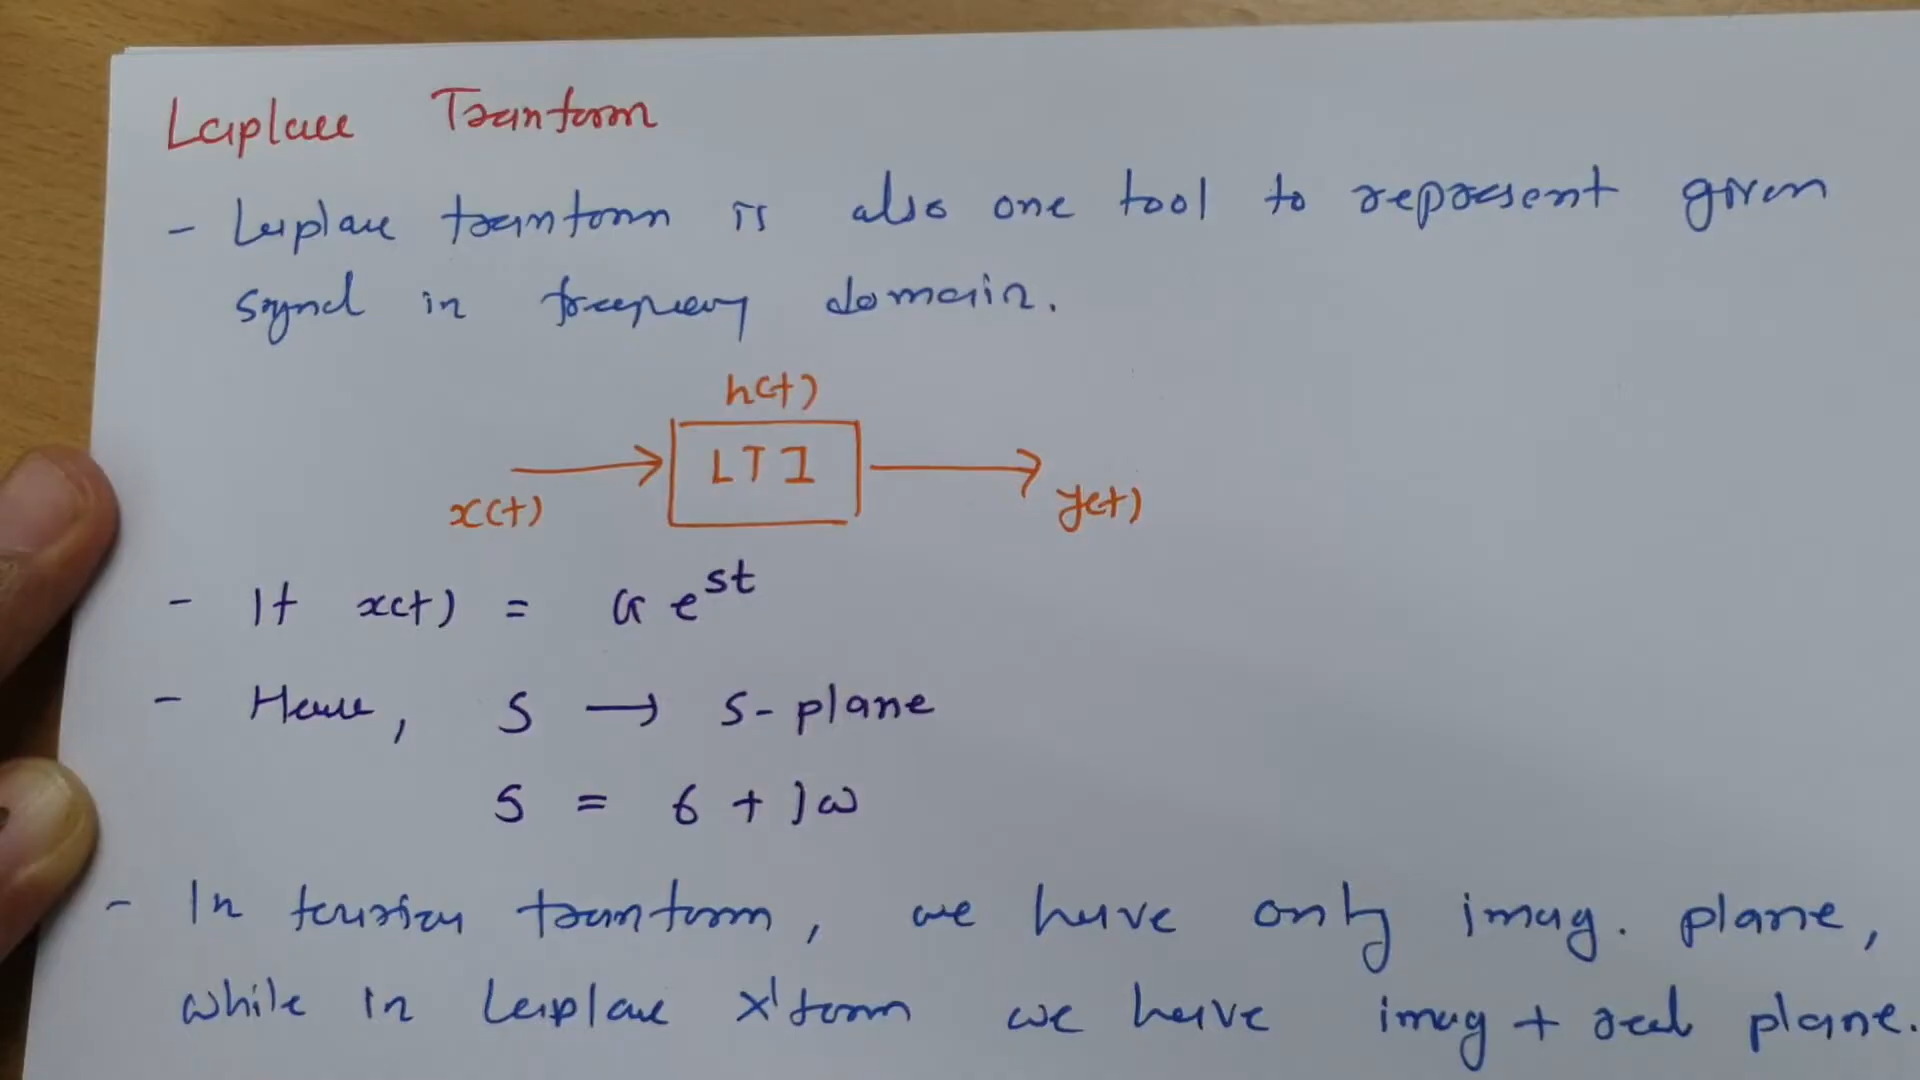 Laplace Transform
- Laplace transform is also one tool to represent given
signal in frequency domain.
h(t)
LTI
x(t)
y(t)
- If x(t) = G e^st
- Here, S → S-plane
S = σ + jω
- In fourier transform, we have only imag. plane,
while in Laplace x'form we have imag + real plane.